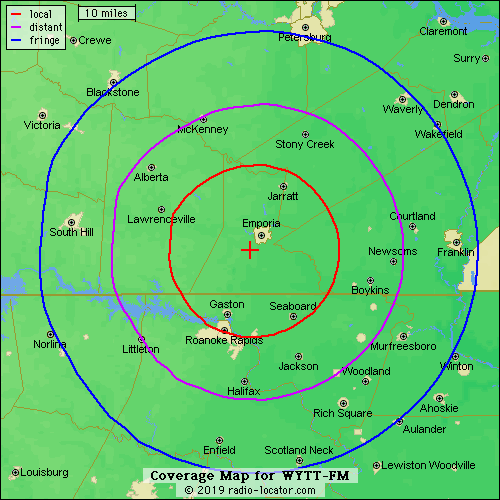 local
distant
fringe
10 miles
Petersburg
Claremont
Crewe
Surry
Blackstone
Dendron
Waverly
Victoria
McKenney
Wakefield
Stony Creek
Alberta
Jarratt
Lawrenceville
Courtland
South Hill
Emporia
Franklin
Newsoms
Boykins
Gaston
Seaboard
Roanoke Rapids
Norlina
Littleton
Murfreesboro
Jackson
Woodland
Winton
Halifax
Rich Square
Ahoskie
Aulander
Enfield
Scotland Neck
Lewiston Woodville
Louisburg
Coverage Map for WYTT-FM
© 2019 radio-locator.com